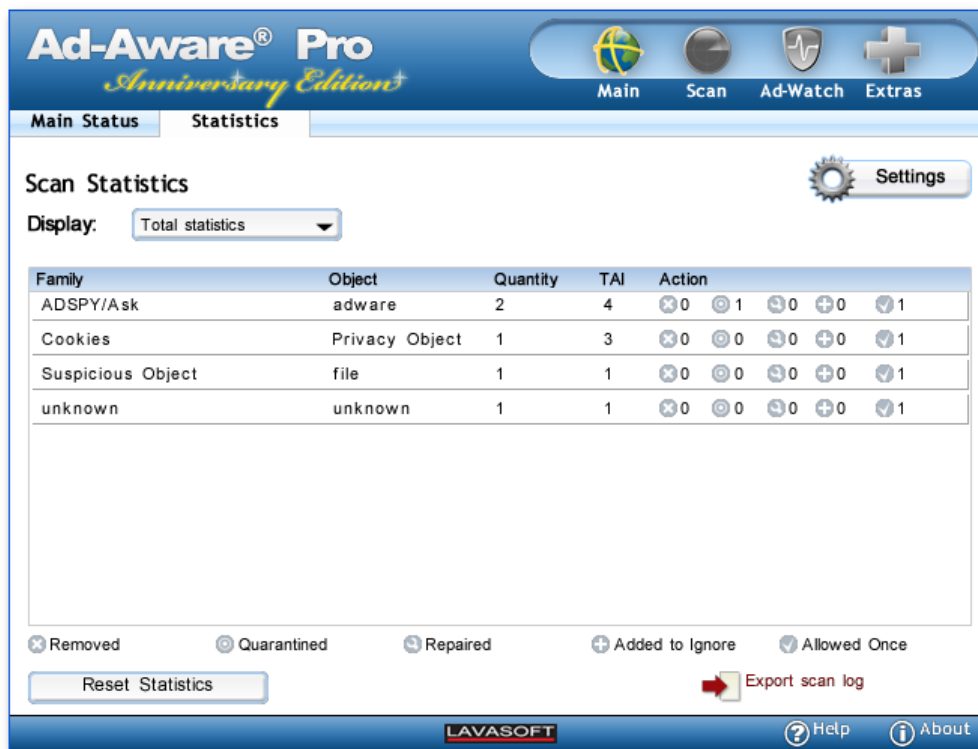 Ad-Aware® Pro
Anniversary Edition
Main Scan Ad-Watch Extras
Main Status Statistics
Scan Statistics
Settings
Display: Total statistics
Family Object Quantity TAI Action
ADSPY/Ask adware 2 4 0 1 0 0 1
Cookies Privacy Object 1 3 0 0 0 0 1
Suspicious Object file 1 1 0 0 0 0 1
unknown unknown 1 1 0 0 0 0 1
Removed Quarantined Repaired Added to Ignore Allowed Once
Reset Statistics
Export scan log
LAVASOFT
Help About